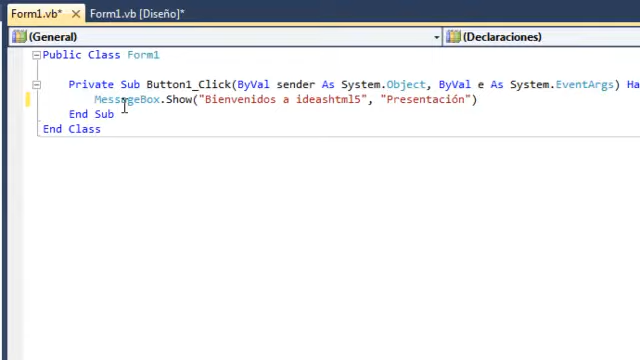 Form1.vb* Form1.vb [Diseño]*
(General) (Declaraciones)
Public Class Form1
Private Sub Button1_Click(ByVal sender As System.Object, ByVal e As System.EventArgs) Ha
MessageBox.Show("Bienvenidos a ideashtml5", "Presentación")
End Sub
End Class